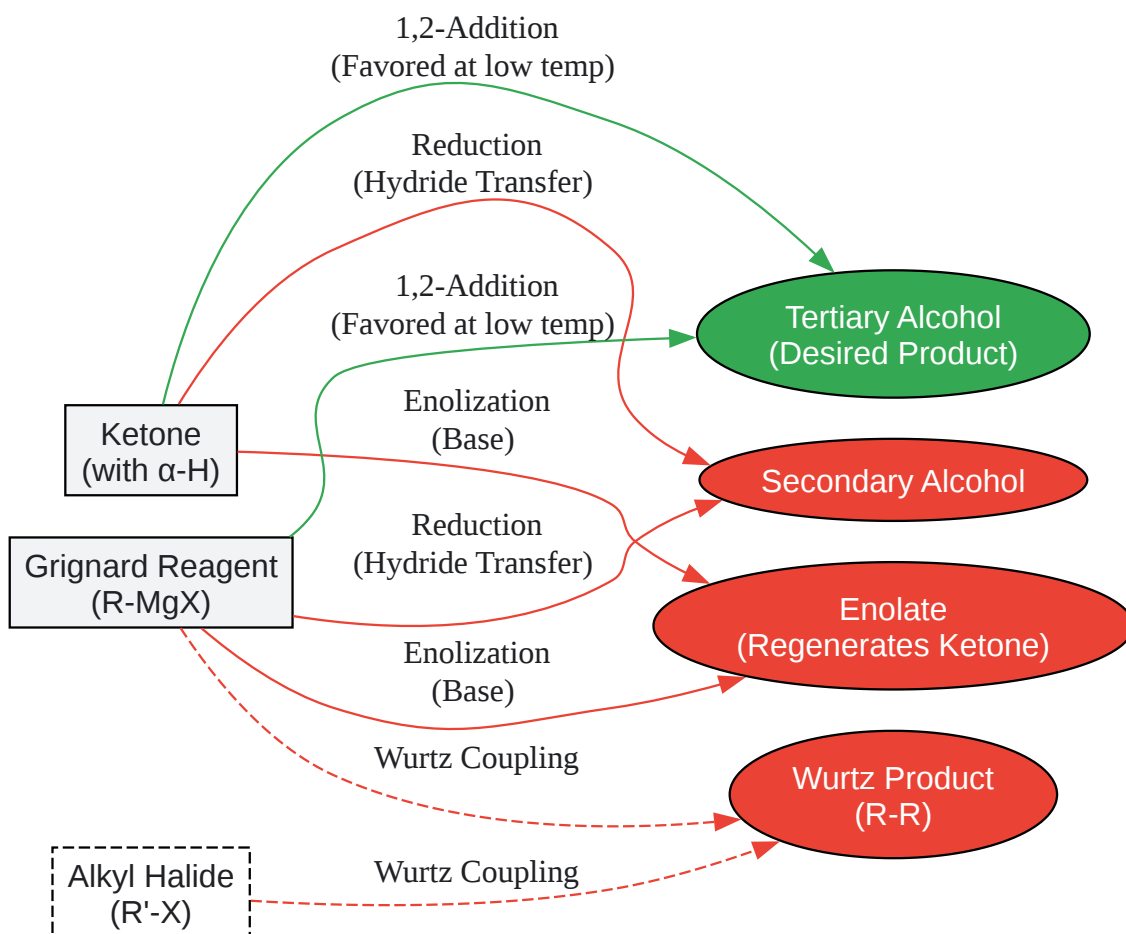 1,2-Addition
(Favored at low temp)
Reduction
(Hydride Transfer)
1,2-Addition
(Favored at low temp)
Tertiary Alcohol
(Desired Product)
Enolization
(Base)
Ketone
(with α-H)
Secondary Alcohol
Reduction
(Hydride Transfer)
Grignard Reagent
(R-MgX)
Enolate
(Regenerates Ketone)
Enolization
(Base)
Wurtz Coupling
Wurtz Product
(R-R)
Wurtz Coupling
Alkyl Halide
(R'-X)